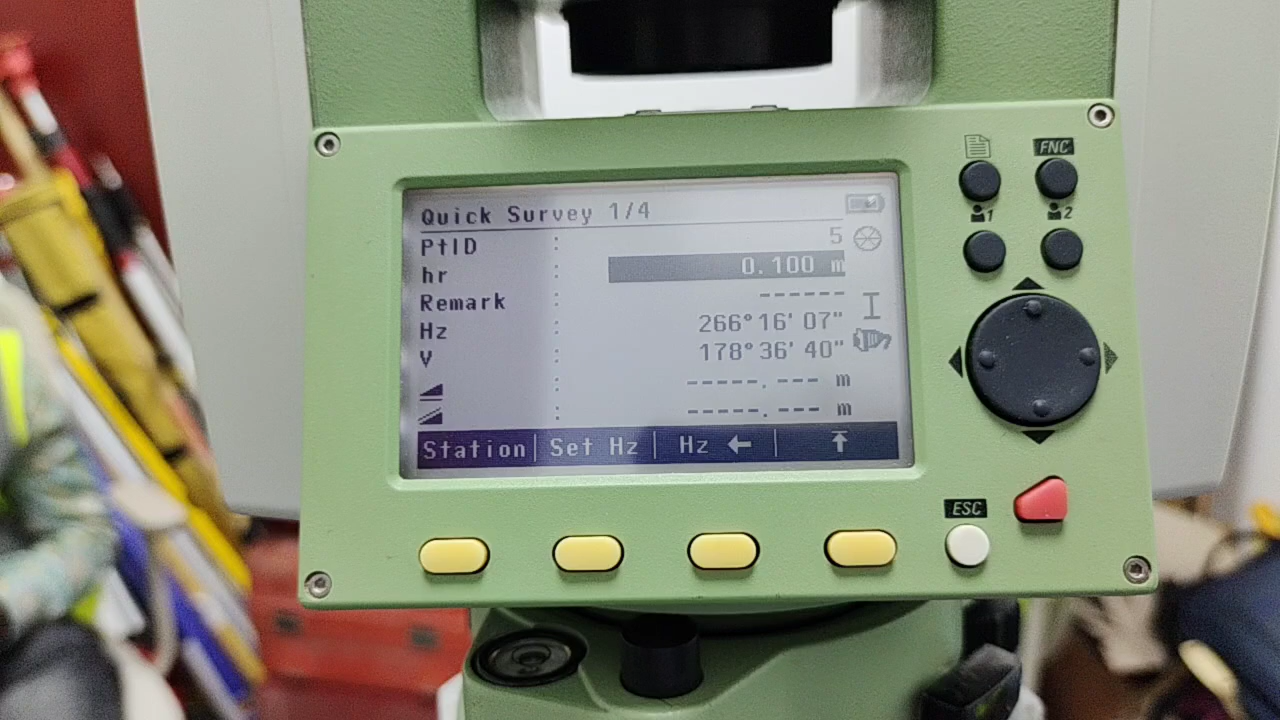 Quick Survey 1/4
PtID : 5
hr : 0.100 m
Remark : ------
Hz : 266°16'07"
V : 178°36'40"
: -----.--- m
: -----.--- m
Station Set Hz Hz ← ↑
FNC
1 2
ESC